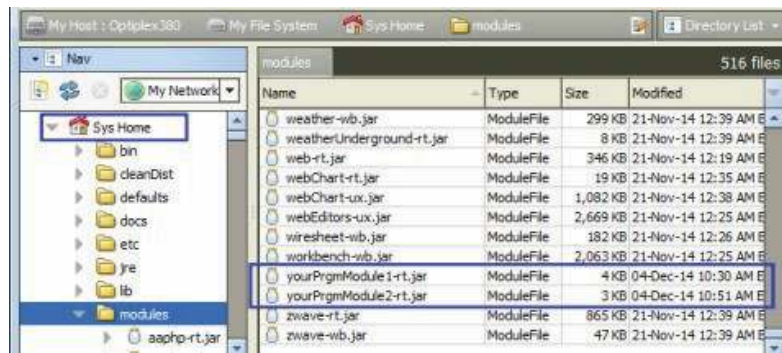 My Host : Optiplex380 My File System Sys Home modules Directory List
Nav
My Network
Sys Home
bin
cleanDist
defaults
docs
etc
jre
lib
modules
aaphp-rt.jar
modules 516 files
Name Type Size Modified
weather-wb.jar ModuleFile 299 KB 21-Nov-14 12:39 AM E
weatherUnderground-rt.jar ModuleFile 8 KB 21-Nov-14 12:39 AM E
web-rt.jar ModuleFile 346 KB 21-Nov-14 12:19 AM E
webChart-rt.jar ModuleFile 19 KB 21-Nov-14 12:35 AM E
webChart-ux.jar ModuleFile 1,082 KB 21-Nov-14 12:38 AM E
webEditors-ux.jar ModuleFile 2,669 KB 21-Nov-14 12:25 AM E
wiresheet-wb.jar ModuleFile 182 KB 21-Nov-14 12:26 AM E
workbench-wb.jar ModuleFile 2,063 KB 21-Nov-14 12:25 AM E
yourPrgmModule1-rt.jar ModuleFile 4 KB 04-Dec-14 10:30 AM E
yourPrgmModule2-rt.jar ModuleFile 3 KB 04-Dec-14 10:51 AM E
zwave-rt.jar ModuleFile 865 KB 21-Nov-14 12:39 AM E
zwave-wb.jar ModuleFile 47 KB 21-Nov-14 12:39 AM E